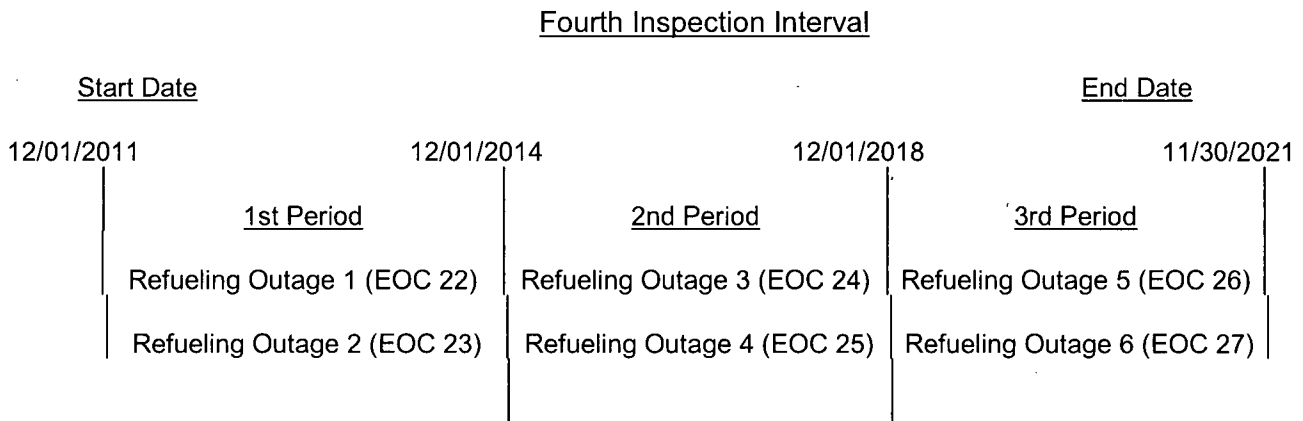 Fourth Inspection Interval
Start Date End Date
12/01/2011 12/01/2014 12/01/2018 11/30/2021
1st Period 2nd Period 3rd Period
Refueling Outage 1 (EOC 22) Refueling Outage 3 (EOC 24) Refueling Outage 5 (EOC 26)
Refueling Outage 2 (EOC 23) Refueling Outage 4 (EOC 25) Refueling Outage 6 (EOC 27)